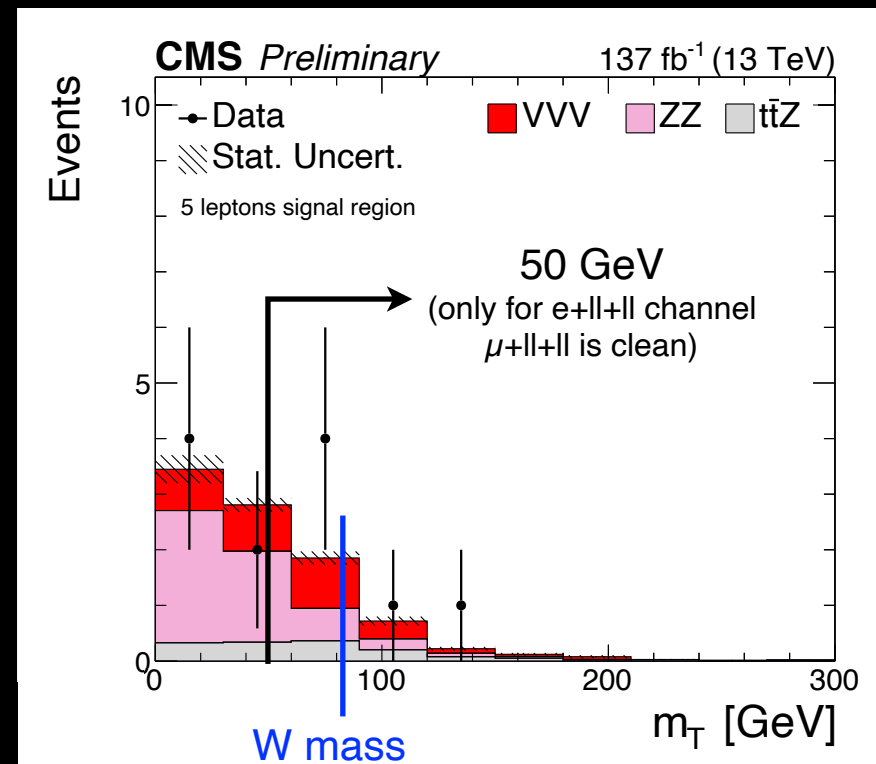 CMS Preliminary 137 fb⁻¹ (13 TeV)
Events
10
5
0
Data
Stat. Uncert.
5 leptons signal region
VVV ZZ tt̄Z
50 GeV
(only for e+ll+ll channel
μ+ll+ll is clean)
0 100 200 300
m_T [GeV]
W mass